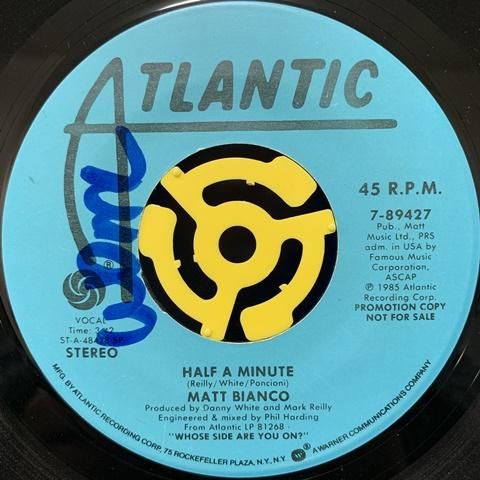 ATLANTIC
®
45 R.P.M.
7-89427
Pub., Matt
Music Ltd., PRS
adm. in USA by
Famous Music
Corporation,
ASCAP
℗ 1985 Atlantic
Recording Corp.
PROMOTION COPY
NOT FOR SALE
VOCAL
Time: 3:42
STEREO
HALF A MINUTE
(Reilly/White/Poncioni)
MATT BIANCO
Produced by Danny White and Mark Reilly
Engineered & mixed by Phil Harding
From Atlantic LP 81268
"WHOSE SIDE ARE YOU ON?"
MFG. BY ATLANTIC RECORDING CORP., 75 ROCKEFELLER PLAZA, N.Y., N.Y. A WARNER COMMUNICATIONS COMPANY